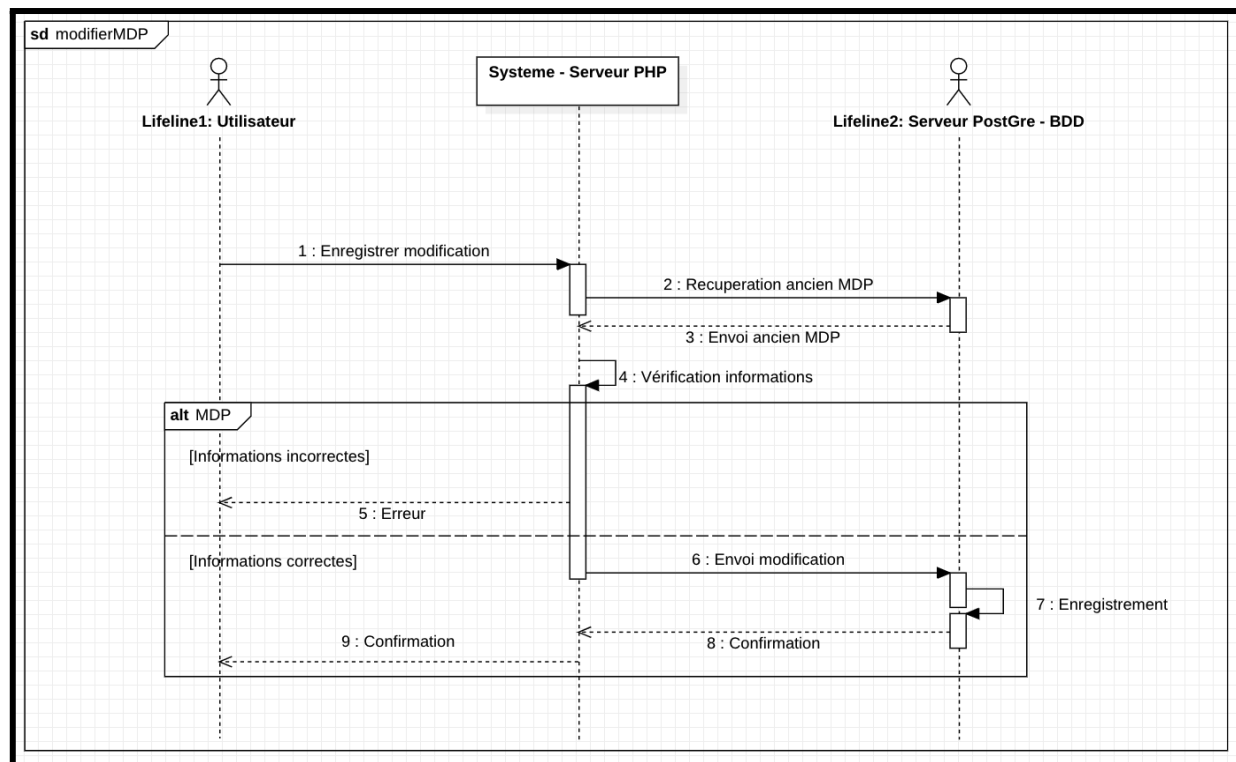 sd modifierMDP
Systeme - Serveur PHP
Lifeline1: Utilisateur
Lifeline2: Serveur PostGre - BDD
1 : Enregistrer modification
2 : Recuperation ancien MDP
3 : Envoi ancien MDP
4 : Vérification informations
alt MDP
[Informations incorrectes]
5 : Erreur
[Informations correctes]
6 : Envoi modification
7 : Enregistrement
8 : Confirmation
9 : Confirmation